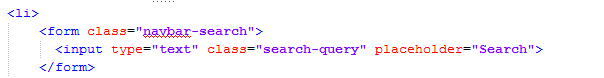 <li>
<form class="navbar-search">
<input type="text" class="search-query" placeholder="Search">
</form>